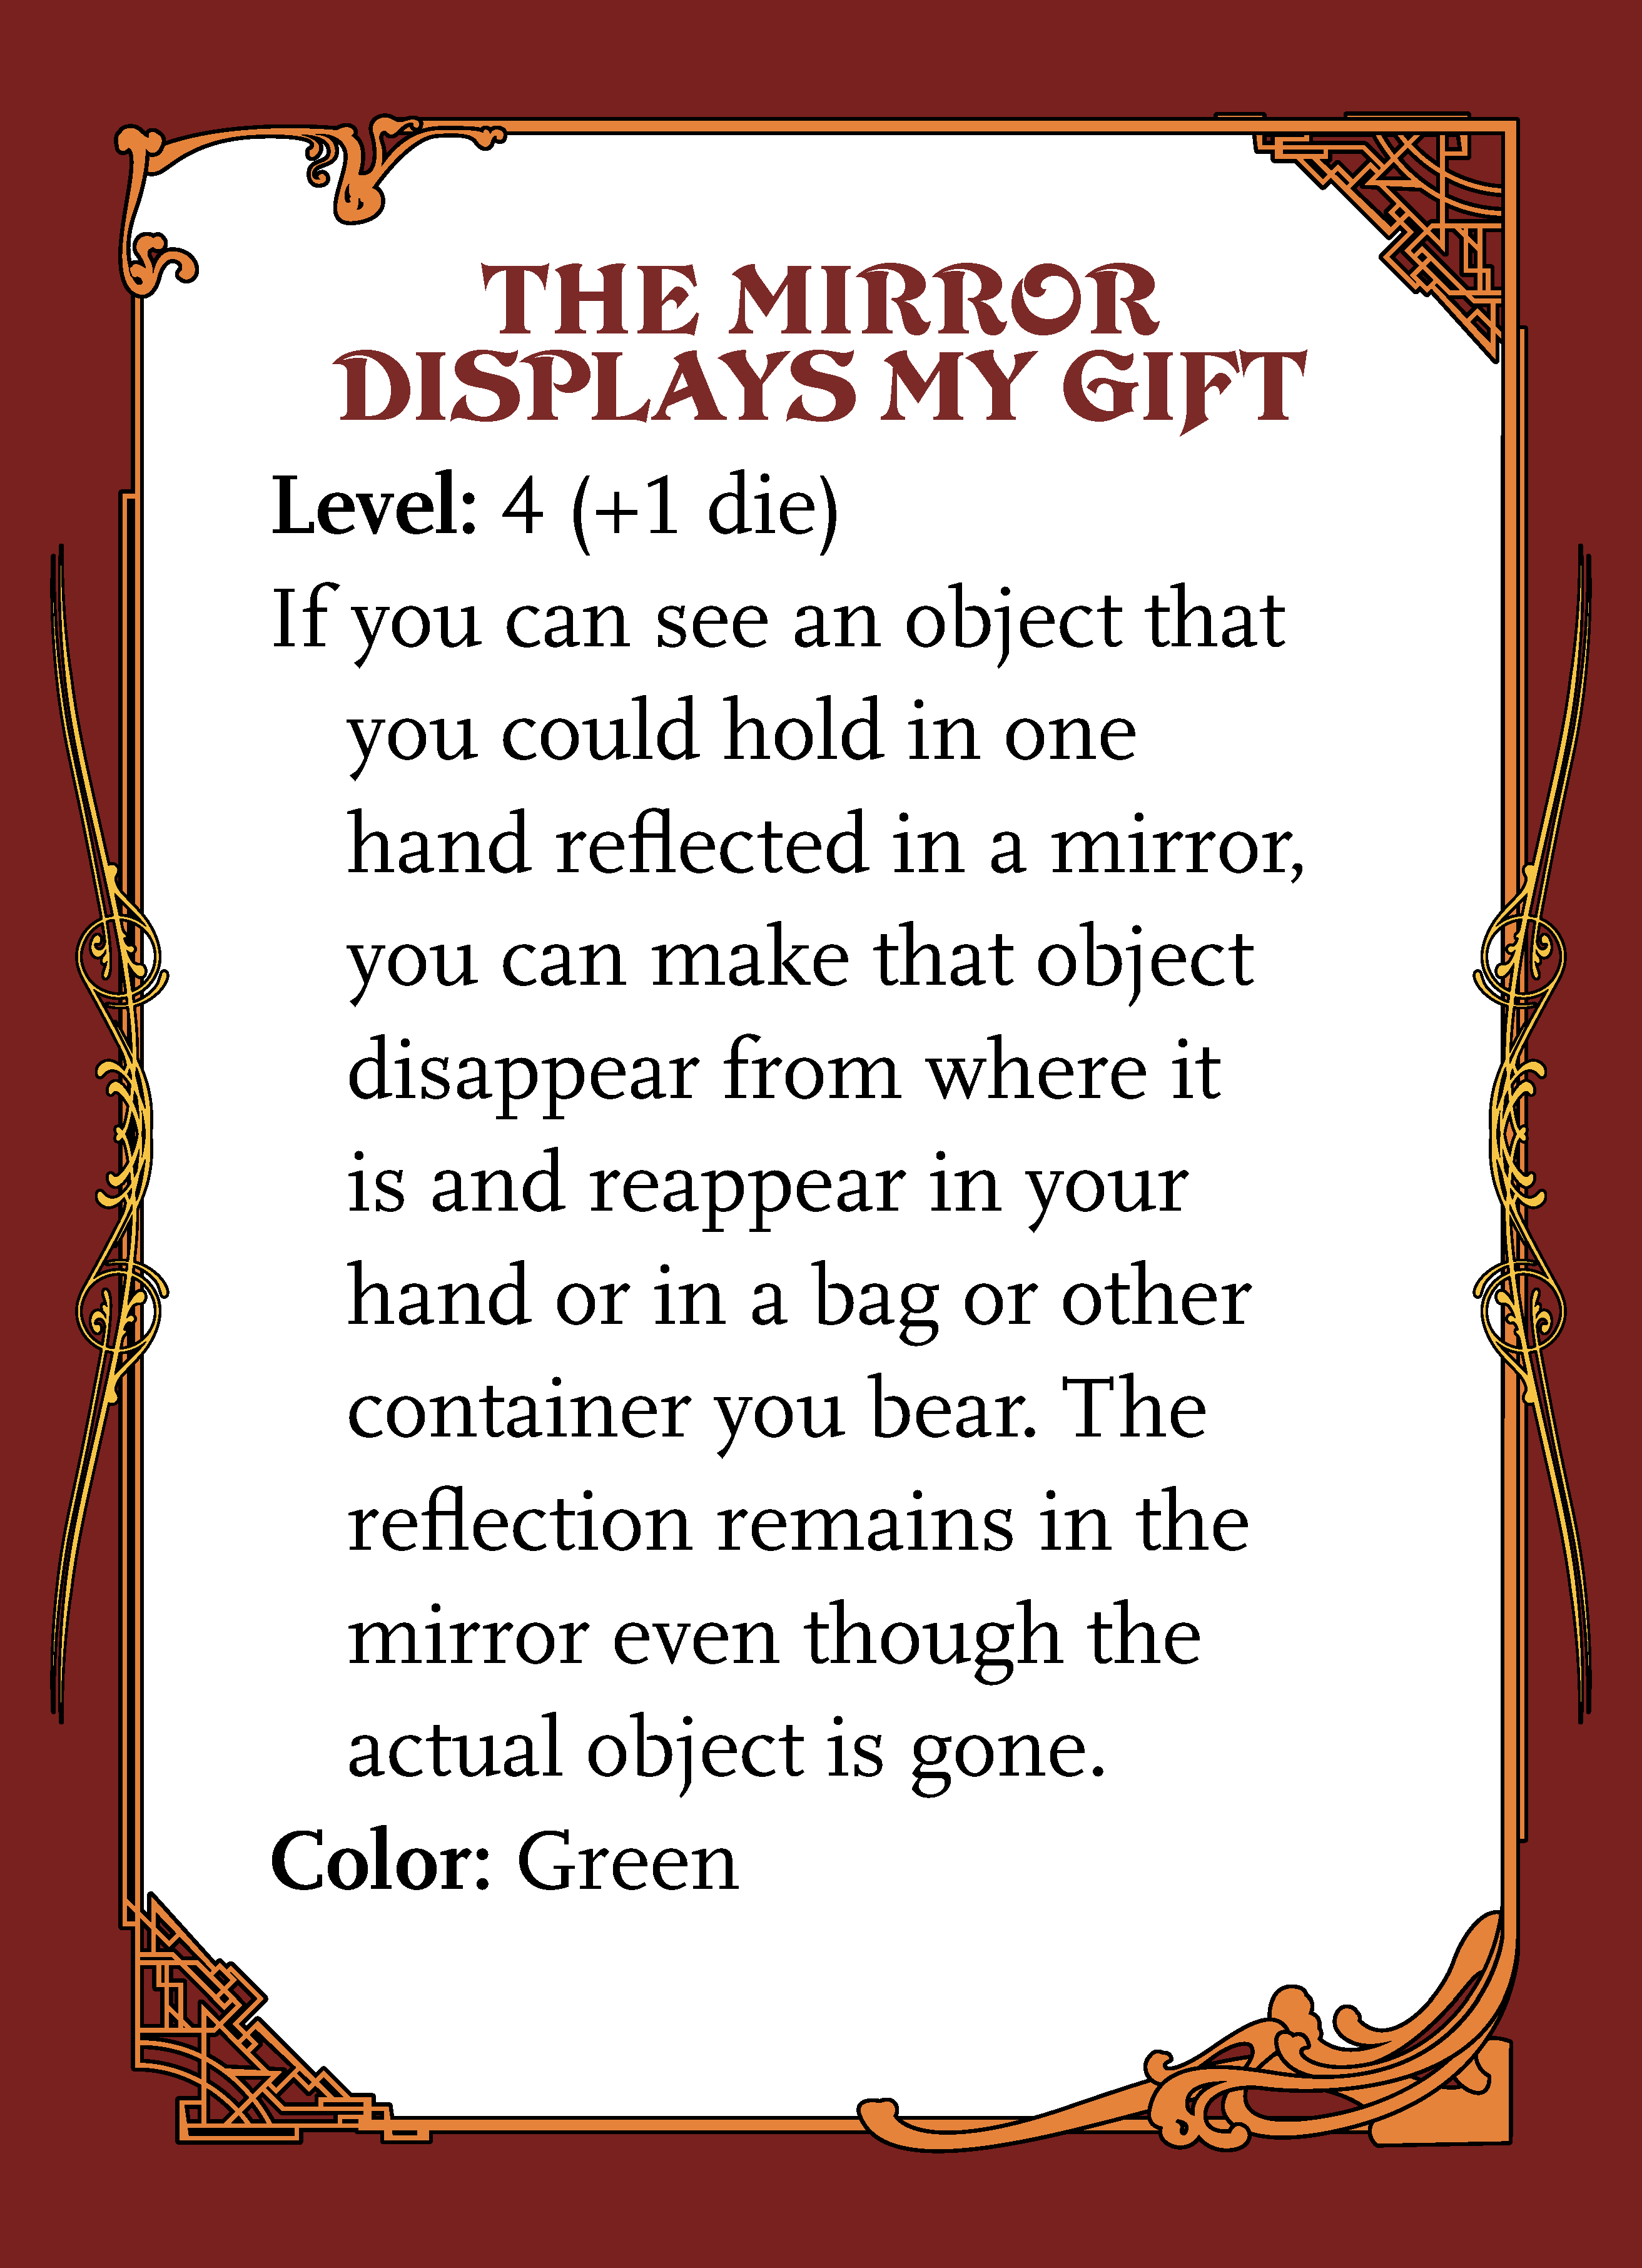 THE MIRROR
DISPLAYS MY GIFT
Level: 4 (+1 die)
If you can see an object that
you could hold in one
hand reflected in a mirror,
you can make that object
disappear from where it
is and reappear in your
hand or in a bag or other
container you bear. The
reflection remains in the
mirror even though the
actual object is gone.
Color: Green